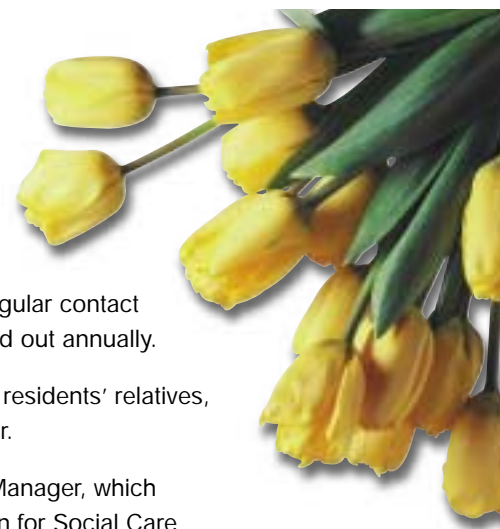 gular contact
d out annually.
residents' relatives,
r.
Manager, which
n for Social Care